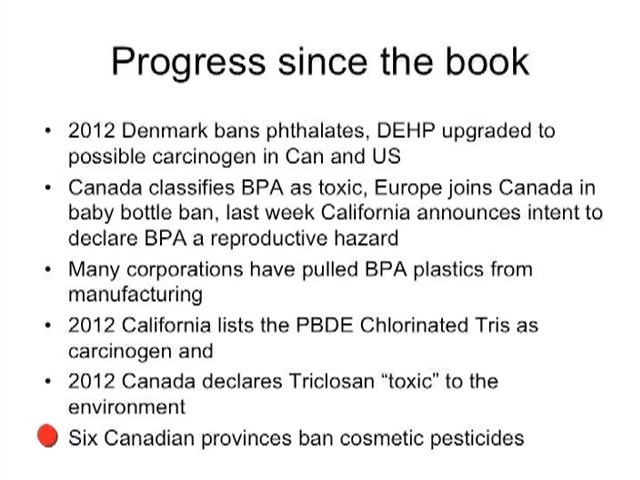 Progress since the book
• 2012 Denmark bans phthalates, DEHP upgraded to
possible carcinogen in Can and US
• Canada classifies BPA as toxic, Europe joins Canada in
baby bottle ban, last week California announces intent to
declare BPA a reproductive hazard
• Many corporations have pulled BPA plastics from
manufacturing
• 2012 California lists the PBDE Chlorinated Tris as
carcinogen and
• 2012 Canada declares Triclosan “toxic” to the
environment
Six Canadian provinces ban cosmetic pesticides